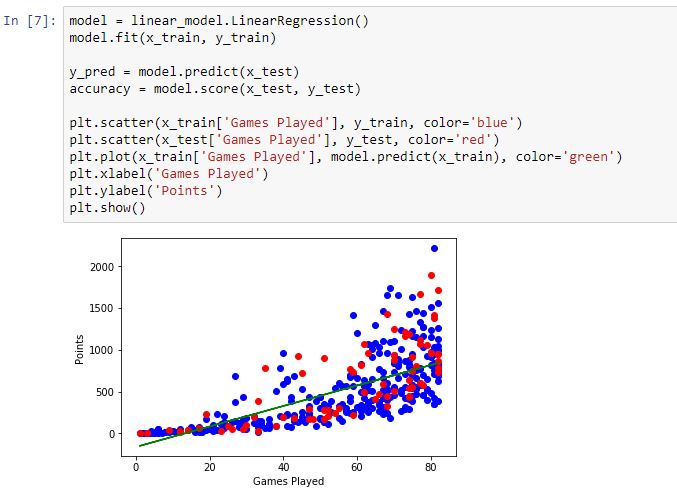 In [7]: model = linear_model.LinearRegression()
model.fit(x_train, y_train)
y_pred = model.predict(x_test)
accuracy = model.score(x_test, y_test)
plt.scatter(x_train['Games Played'], y_train, color='blue')
plt.scatter(x_test['Games Played'], y_test, color='red')
plt.plot(x_train['Games Played'], model.predict(x_train), color='green')
plt.xlabel('Games Played')
plt.ylabel('Points')
plt.show()
2000
1500
1000
500
0
Points
0 20 40 60 80
Games Played